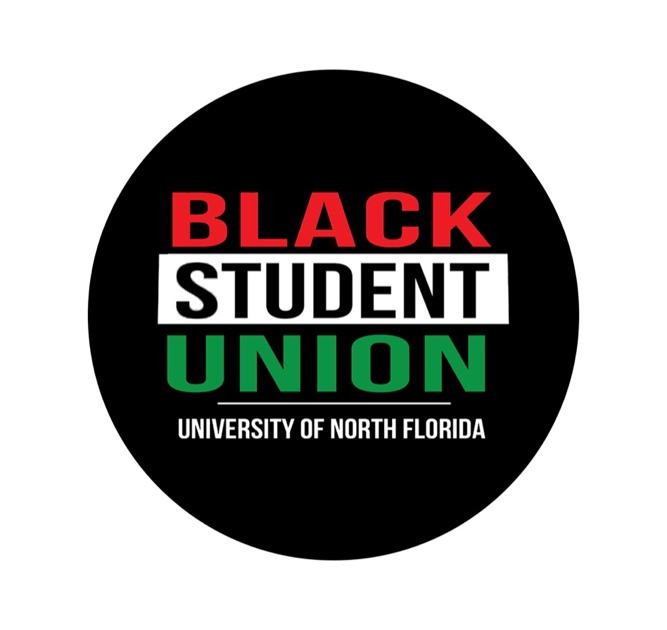 BLACK
STUDENT
UNION
UNIVERSITY OF NORTH FLORIDA